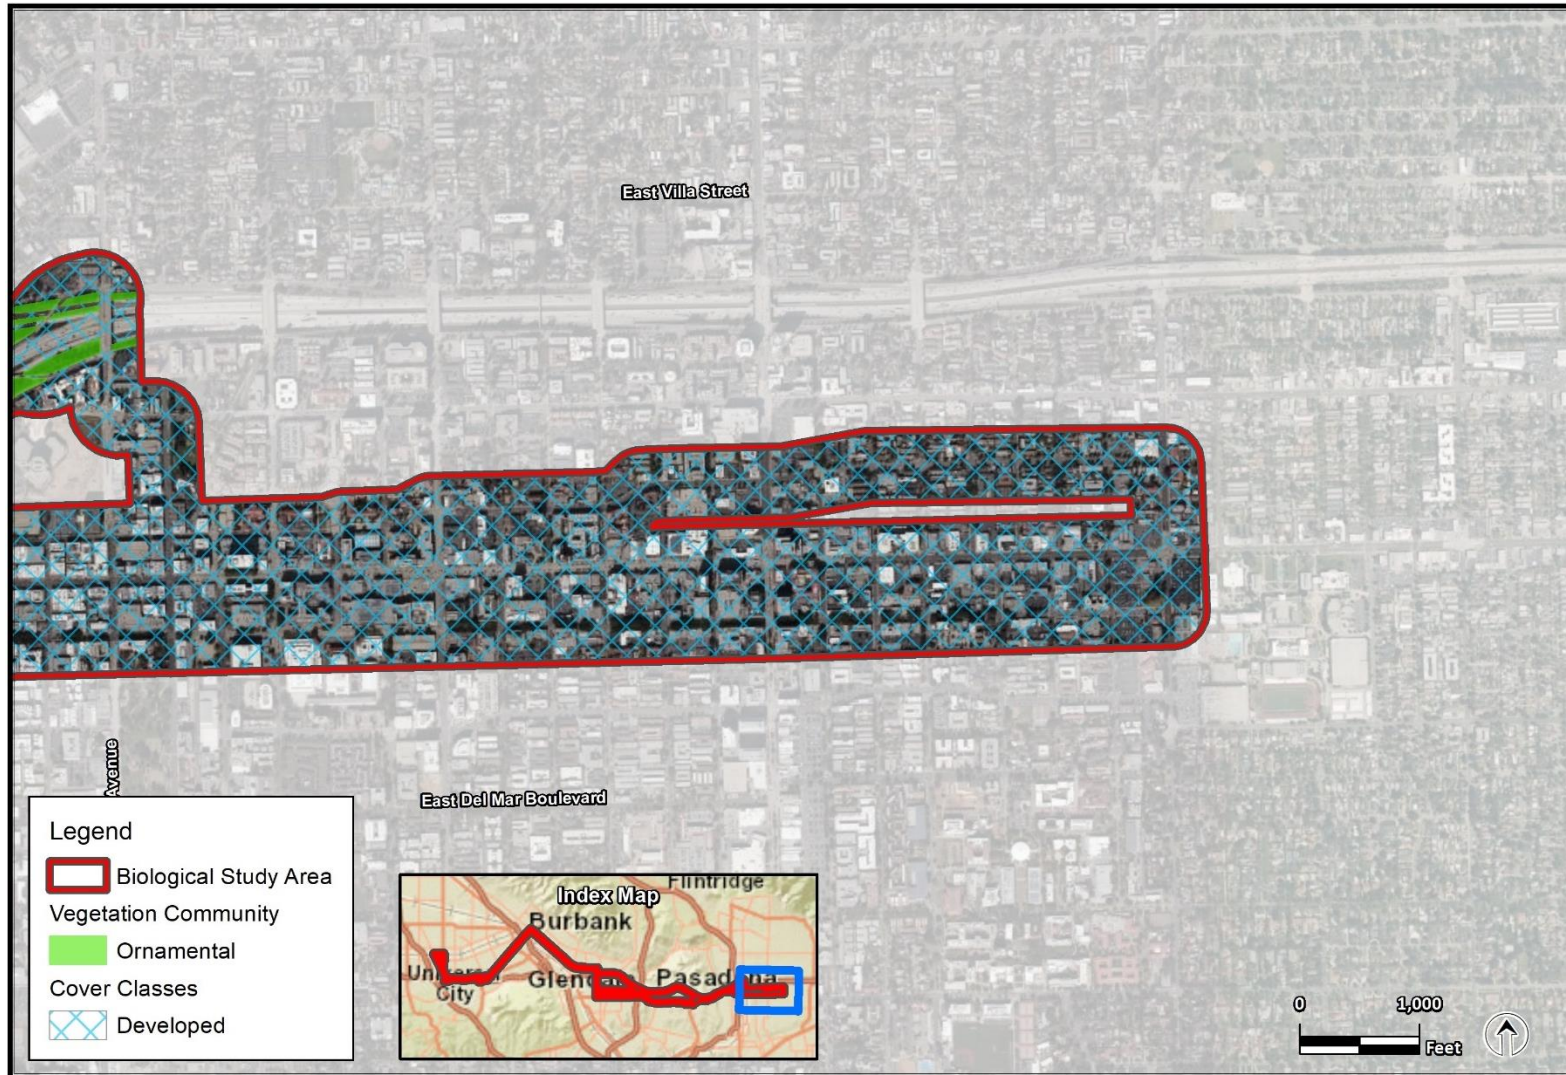 East Villa Street
Avenue
East Del Mar Boulevard
Legend
Biological Study Area
Vegetation Community
Ornamental
Cover Classes
Developed
Index Map
Flintridge
Burbank
Glendale
Pasadena
City
0 1,000
Feet